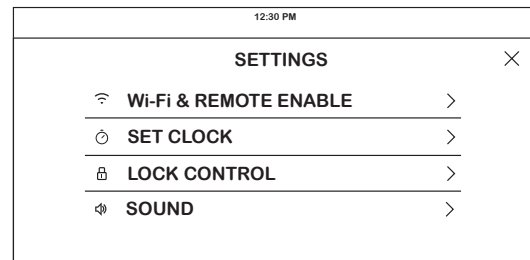 12:30 PM
SETTINGS
Wi-Fi & REMOTE ENABLE
SET CLOCK
LOCK CONTROL
SOUND